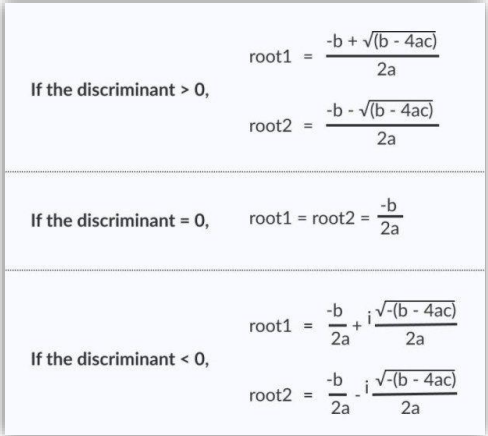 If the discriminant > 0,
root1 = -b + √(b - 4ac)
2a
root2 = -b - √(b - 4ac)
2a
If the discriminant = 0,
root1 = root2 = -b
2a
If the discriminant < 0,
root1 = -b + i √-(b - 4ac)
2a 2a
root2 = -b - i √-(b - 4ac)
2a 2a